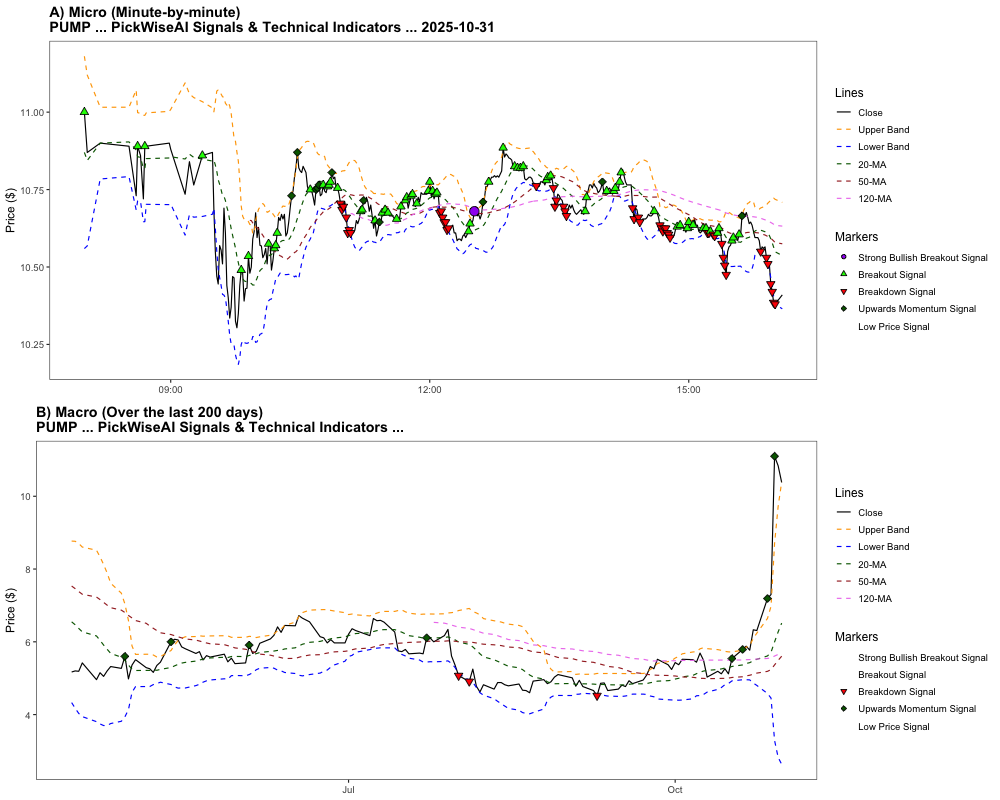 A) Micro (Minute-by-minute)
PUMP ... PickWiseAI Signals & Technical Indicators ... 2025-10-31
Price ($)
11.00
10.75
10.50
10.25
09:00
12:00
15:00
Lines
Close
Upper Band
Lower Band
20-MA
50-MA
120-MA
Markers
Strong Bullish Breakout Signal
Breakout Signal
Breakdown Signal
Upwards Momentum Signal
Low Price Signal
B) Macro (Over the last 200 days)
PUMP ... PickWiseAI Signals & Technical Indicators ...
Price ($)
10
8
6
4
Jul
Oct
Lines
Close
Upper Band
Lower Band
20-MA
50-MA
120-MA
Markers
Strong Bullish Breakout Signal
Breakout Signal
Breakdown Signal
Upwards Momentum Signal
Low Price Signal